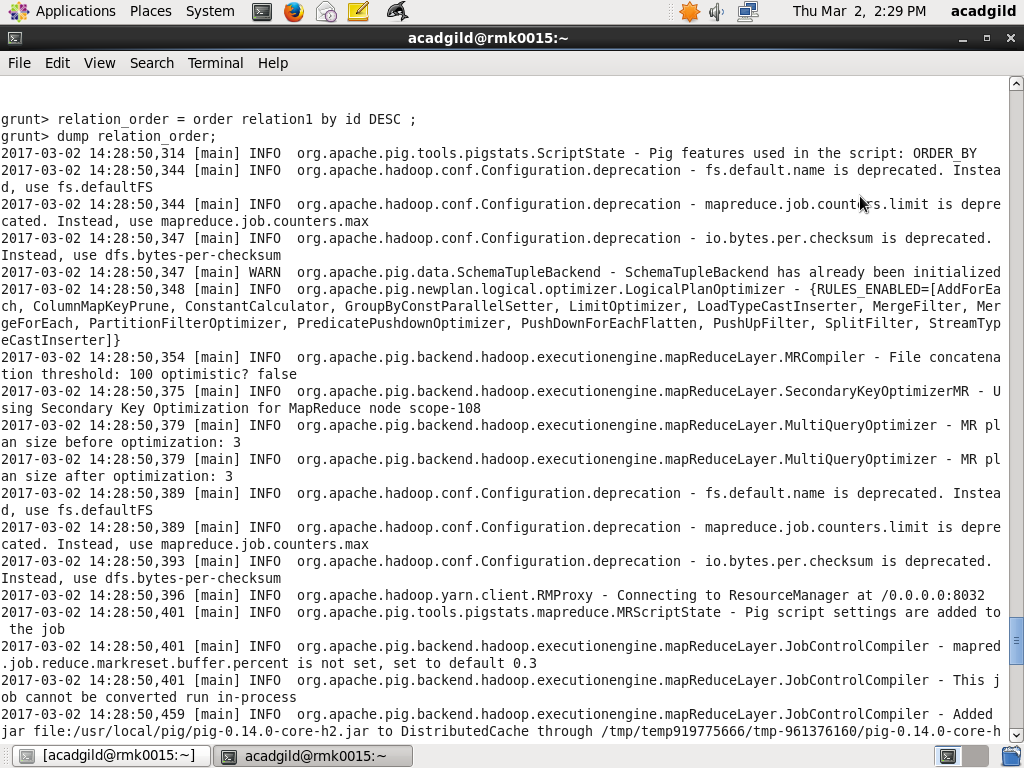 Applications Places System Thu Mar 2, 2:29 PM acadgild
acadgild@rmk0015:~
File Edit View Search Terminal Help
grunt> relation_order = order relation1 by id DESC ;
grunt> dump relation_order;
2017-03-02 14:28:50,314 [main] INFO  org.apache.pig.tools.pigstats.ScriptState - Pig features used in the script: ORDER_BY
2017-03-02 14:28:50,344 [main] INFO  org.apache.hadoop.conf.Configuration.deprecation - fs.default.name is deprecated. Instea
d, use fs.defaultFS
2017-03-02 14:28:50,344 [main] INFO  org.apache.hadoop.conf.Configuration.deprecation - mapreduce.job.counters.limit is depre
cated. Instead, use mapreduce.job.counters.max
2017-03-02 14:28:50,347 [main] INFO  org.apache.hadoop.conf.Configuration.deprecation - io.bytes.per.checksum is deprecated.
Instead, use dfs.bytes-per-checksum
2017-03-02 14:28:50,347 [main] WARN  org.apache.pig.data.SchemaTupleBackend - SchemaTupleBackend has already been initialized
2017-03-02 14:28:50,348 [main] INFO  org.apache.pig.newplan.logical.optimizer.LogicalPlanOptimizer - {RULES_ENABLED=[AddForEa
ch, ColumnMapKeyPrune, ConstantCalculator, GroupByConstParallelSetter, LimitOptimizer, LoadTypeCastInserter, MergeFilter, Mer
geForEach, PartitionFilterOptimizer, PredicatePushdownOptimizer, PushDownForEachFlatten, PushUpFilter, SplitFilter, StreamTyp
eCastInserter]}
2017-03-02 14:28:50,354 [main] INFO  org.apache.pig.backend.hadoop.executionengine.mapReduceLayer.MRCompiler - File concatena
tion threshold: 100 optimistic? false
2017-03-02 14:28:50,375 [main] INFO  org.apache.pig.backend.hadoop.executionengine.mapReduceLayer.SecondaryKeyOptimizerMR - U
sing Secondary Key Optimization for MapReduce node scope-108
2017-03-02 14:28:50,379 [main] INFO  org.apache.pig.backend.hadoop.executionengine.mapReduceLayer.MultiQueryOptimizer - MR pl
an size before optimization: 3
2017-03-02 14:28:50,379 [main] INFO  org.apache.pig.backend.hadoop.executionengine.mapReduceLayer.MultiQueryOptimizer - MR pl
an size after optimization: 3
2017-03-02 14:28:50,389 [main] INFO  org.apache.hadoop.conf.Configuration.deprecation - fs.default.name is deprecated. Instea
d, use fs.defaultFS
2017-03-02 14:28:50,389 [main] INFO  org.apache.hadoop.conf.Configuration.deprecation - mapreduce.job.counters.limit is depre
cated. Instead, use mapreduce.job.counters.max
2017-03-02 14:28:50,393 [main] INFO  org.apache.hadoop.conf.Configuration.deprecation - io.bytes.per.checksum is deprecated.
Instead, use dfs.bytes-per-checksum
2017-03-02 14:28:50,396 [main] INFO  org.apache.hadoop.yarn.client.RMProxy - Connecting to ResourceManager at /0.0.0.0:8032
2017-03-02 14:28:50,401 [main] INFO  org.apache.pig.tools.pigstats.mapreduce.MRScriptState - Pig script settings are added to
 the job
2017-03-02 14:28:50,401 [main] INFO  org.apache.pig.backend.hadoop.executionengine.mapReduceLayer.JobControlCompiler - mapred
.job.reduce.markreset.buffer.percent is not set, set to default 0.3
2017-03-02 14:28:50,401 [main] INFO  org.apache.pig.backend.hadoop.executionengine.mapReduceLayer.JobControlCompiler - This j
ob cannot be converted run in-process
2017-03-02 14:28:50,459 [main] INFO  org.apache.pig.backend.hadoop.executionengine.mapReduceLayer.JobControlCompiler - Added
jar file:/usr/local/pig/pig-0.14.0-core-h2.jar to DistributedCache through /tmp/temp919775666/tmp-961376160/pig-0.14.0-core-h
[acadgild@rmk0015:~] acadgild@rmk0015:~